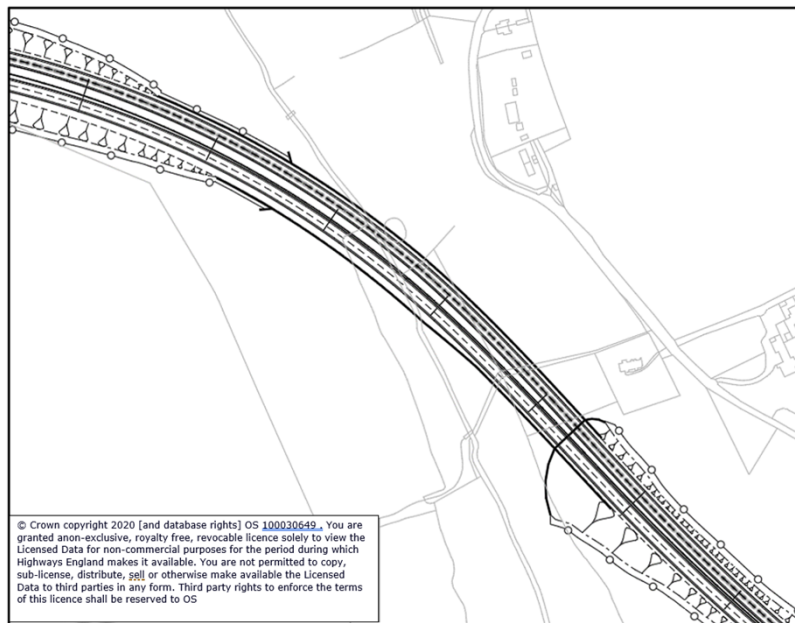 © Crown copyright 2020 [and database rights] OS 100030649 . You are
granted anon-exclusive, royalty free, revocable licence solely to view the
Licensed Data for non-commercial purposes for the period during which
Highways England makes it available. You are not permitted to copy,
sub-license, distribute, sell or otherwise make available the Licensed
Data to third parties in any form. Third party rights to enforce the terms
of this licence shall be reserved to OS